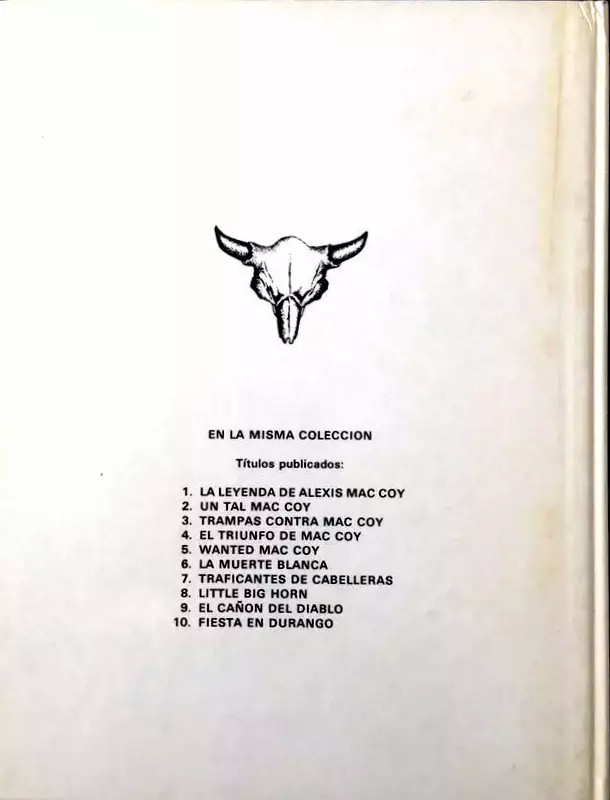 EN LA MISMA COLECCION
Títulos publicados:
1. LA LEYENDA DE ALEXIS MAC COY
2. UN TAL MAC COY
3. TRAMPAS CONTRA MAC COY
4. EL TRIUNFO DE MAC COY
5. WANTED MAC COY
6. LA MUERTE BLANCA
7. TRAFICANTES DE CABELLERAS
8. LITTLE BIG HORN
9. EL CAÑON DEL DIABLO
10. FIESTA EN DURANGO